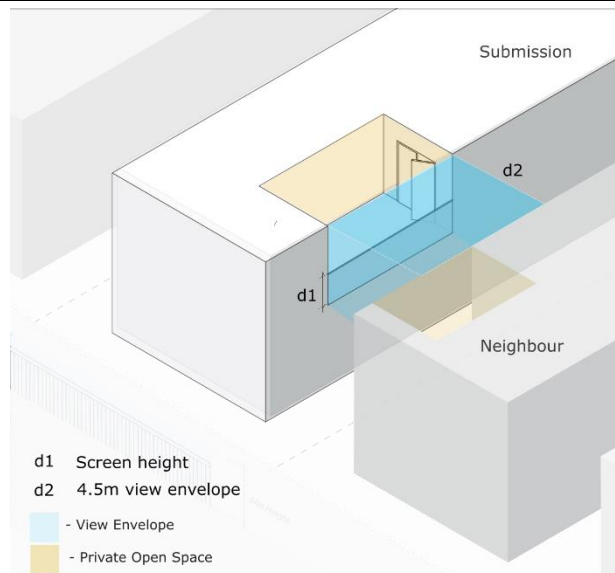 Submission
d2
d1
Neighbour
d1 Screen height
d2 4.5m view envelope
- View Envelope
- Private Open Space